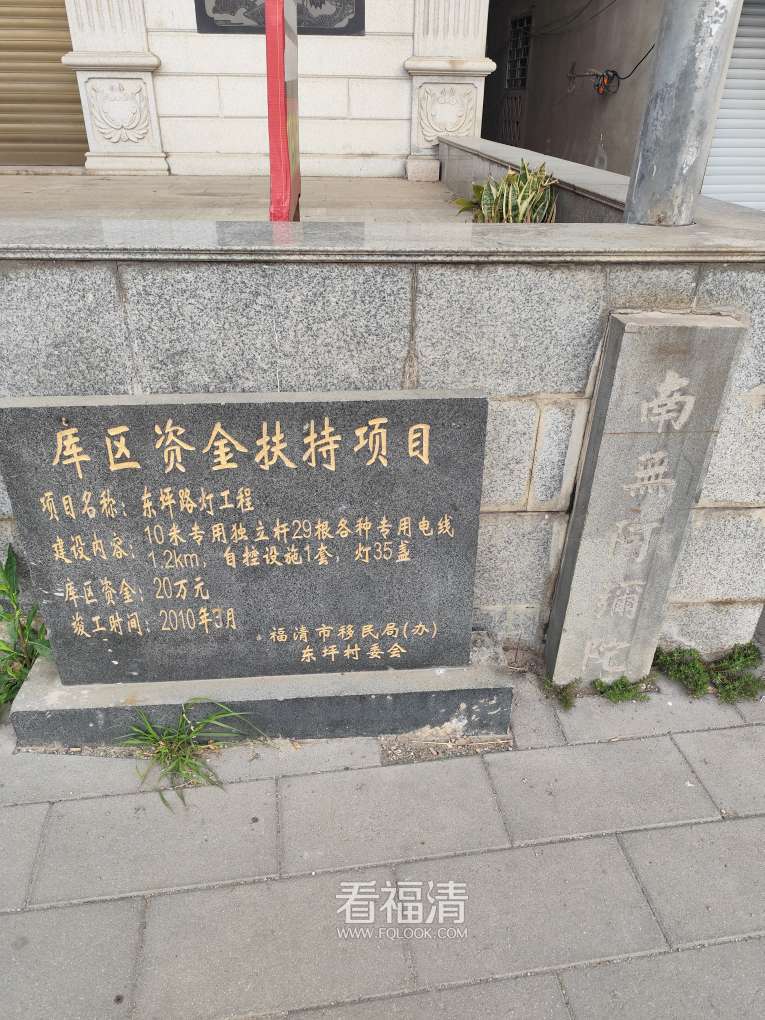 库区资金扶持项目
项目名称：东坪路灯工程
建设内容：10米专用独立杆29根各种专用电线
1.2km，自控设施1套，灯35盏
库区资金：20万元
竣工时间：2010年3月
福清市移民局(办)
东坪村委会
南無阿彌陀
看福清
WWW.FQLOOK.COM